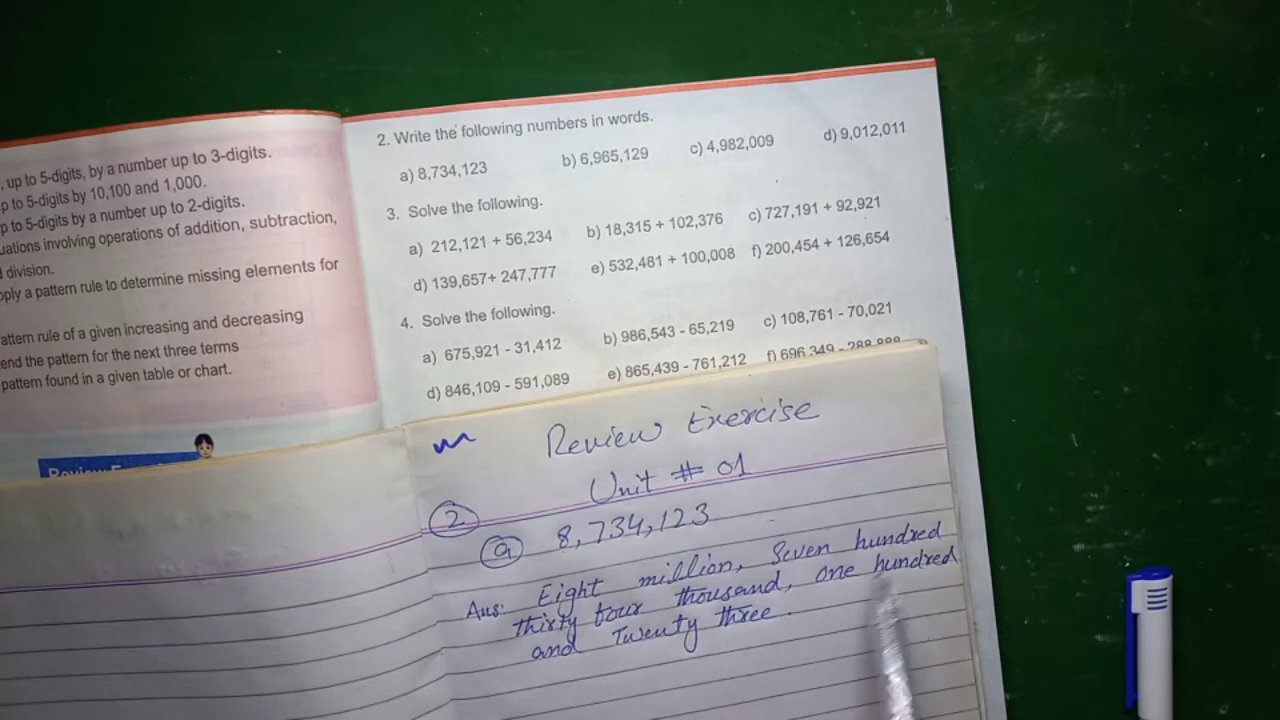 , up to 5-digits, by a number up to 3-digits.
p to 5-digits by 10,100 and 1,000.
p to 5-digits by a number up to 2-digits.
uations involving operations of addition, subtraction,
d division.
ply a pattern rule to determine missing elements for
attern rule of a given increasing and decreasing
end the pattern for the next three terms
pattern found in a given table or chart.
Review
2. Write the following numbers in words.
a) 8,734,123 b) 6,965,129 c) 4,982,009 d) 9,012,011
3. Solve the following.
a) 212,121 + 56,234 b) 18,315 + 102,376 c) 727,191 + 92,921
d) 139,657+ 247,777 e) 532,481 + 100,008 f) 200,454 + 126,654
4. Solve the following.
a) 675,921 - 31,412 b) 986,543 - 65,219 c) 108,761 - 70,021
d) 846,109 - 591,089 e) 865,439 - 761,212 f) 696,349 - 288,888
Review Exercise
Unit # 01
2
a 8,734,123
Ans: Eight million, Seven hundred
thirty four thousand, one hundred
and Twenty three.